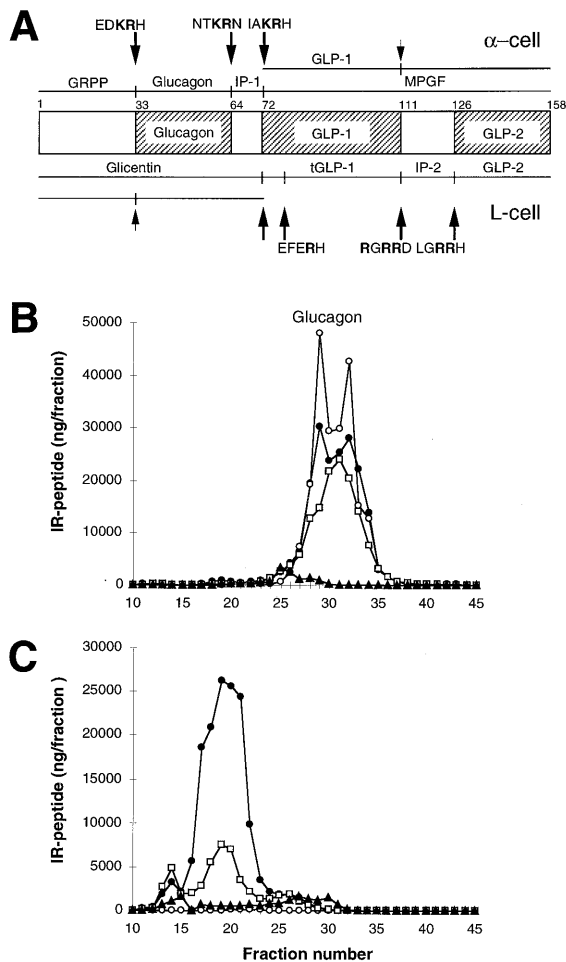 A
EDKRH NTKRN IAKRH
α–cell
GLP-1
GRPP Glucagon IP-1 MPGF
1 33 64 72 111 126 158
Glucagon GLP-1 GLP-2
Glicentin tGLP-1 IP-2 GLP-2
L-cell
EFERH RGRRD LGRRH
B
Glucagon
IR-peptide (ng/fraction)
50000
40000
30000
20000
10000
0
10 15 20 25 30 35 40 45
C
IR-peptide (ng/fraction )
30000
25000
20000
15000
10000
5000
0
10 15 20 25 30 35 40 45
Fraction number